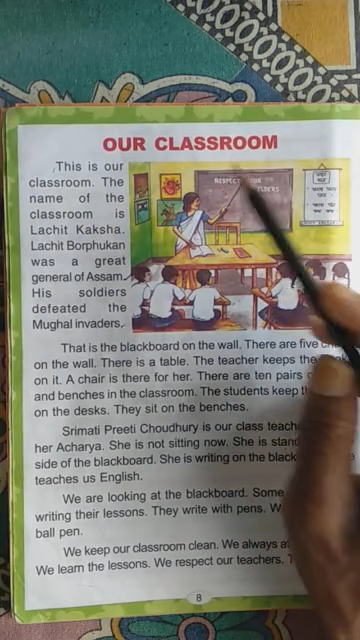 OUR CLASSROOM
This is our
classroom. The
name of the
classroom is
Lachit Kaksha.
Lachit Borphukan
was a great
general of Assam.
His soldiers
defeated the
Mughal invaders.
RESPECT
ELDERS
That is the blackboard on the wall. There are five
on the wall. There is a table. The teacher keeps the
on it. A chair is there for her. There are ten pairs
and benches in the classroom. The students keep
on the desks. They sit on the benches.
Srimati Preeti Choudhury is our class
her Acharya. She is not sitting now. She is
side of the blackboard. She is writing on the
teaches us English.
We are looking at the blackboard. Some
writing their lessons. They write with pens.
ball pen.
We keep our classroom clean. We always
We learn the lessons. We respect our teachers.
8